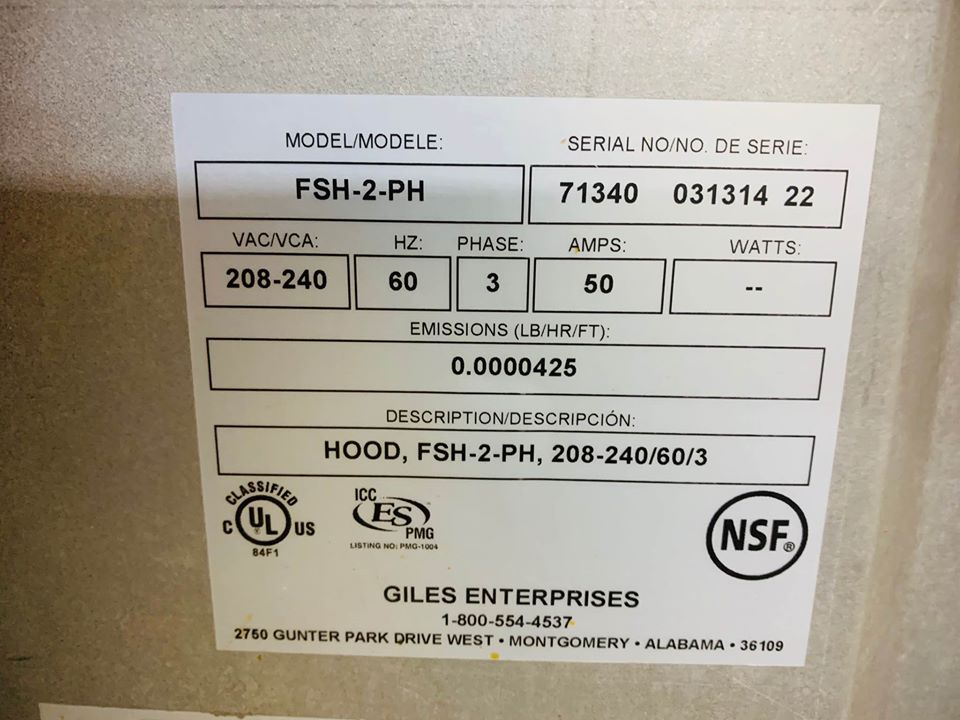 MODEL/MODELE: SERIAL NO/NO. DE SERIE:
FSH-2-PH 71340 031314 22
VAC/VCA: HZ: PHASE: AMPS: WATTS:
208-240 60 3 50 --
EMISSIONS (LB/HR/FT):
0.0000425
DESCRIPTION/DESCRIPCIÓN:
HOOD, FSH-2-PH, 208-240/60/3
CLASSIFIED
C UL US
84F1
ICC
ES
PMG
LISTING NO: PMG-1004
NSF®
GILES ENTERPRISES
1-800-554-4537
2750 GUNTER PARK DRIVE WEST • MONTGOMERY • ALABAMA • 36109